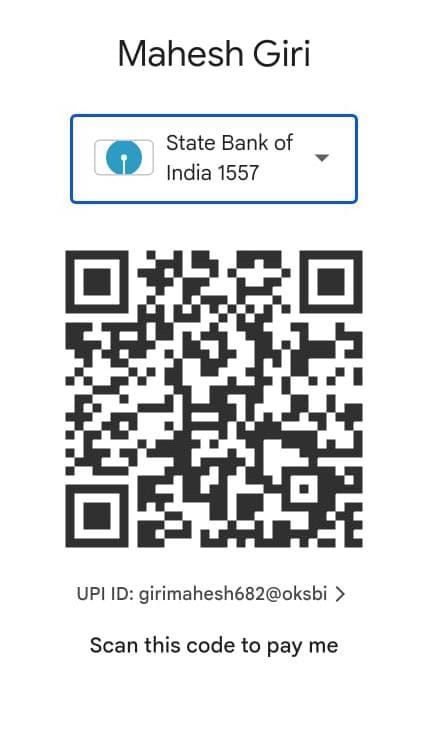 Mahesh Giri
State Bank of
India 1557
UPI ID: girimahesh682@oksbi
Scan this code to pay me